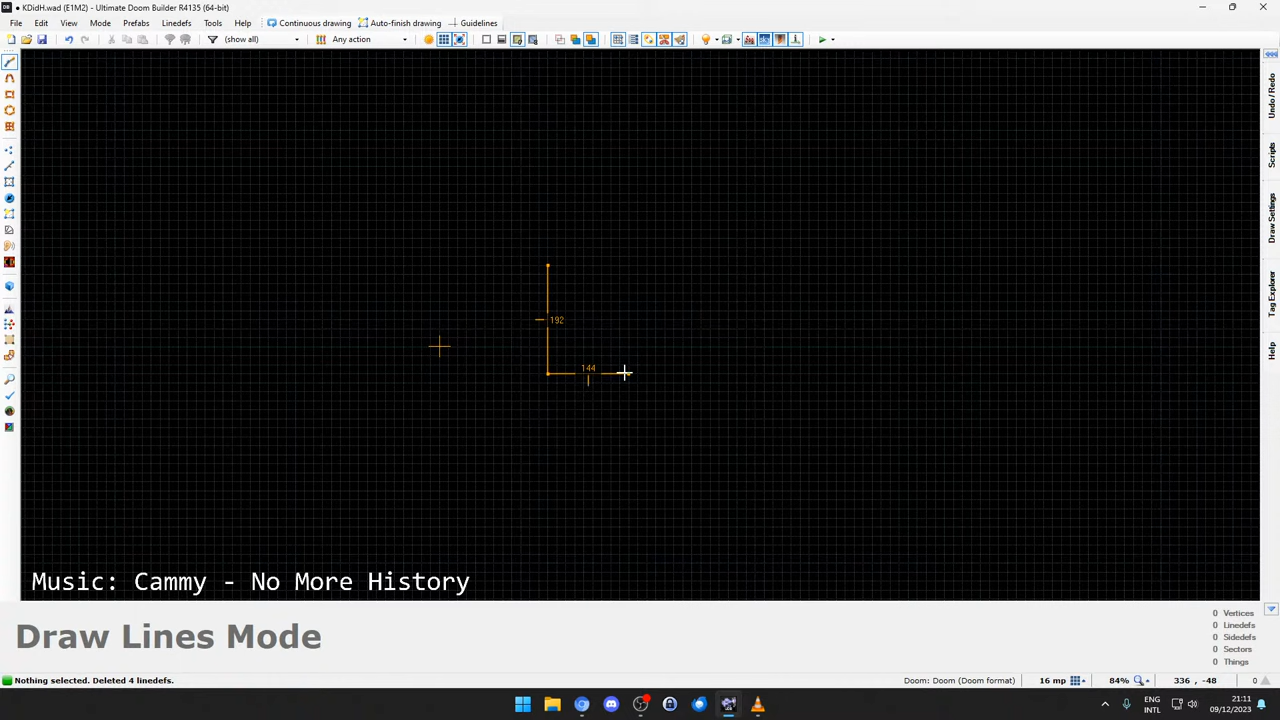 ● KDidH.wad (E1M2) - Ultimate Doom Builder R4135 (64-bit)
File Edit View Mode Prefabs Linedefs Tools Help Continuous drawing Auto-finish drawing Guidelines
(show all) Any action
Undo / Redo
Scripts
Draw Settings
Tag Explorer
Help
192
144
Music: Cammy - No More History
Draw Lines Mode
0 Vertices
0 Linedefs
0 Sidedefs
0 Sectors
0 Things
Nothing selected. Deleted 4 linedefs. Doom: Doom (Doom format) 16 mp 84% 336 , -48 0
ENG
INTL
21:11
09/12/2023